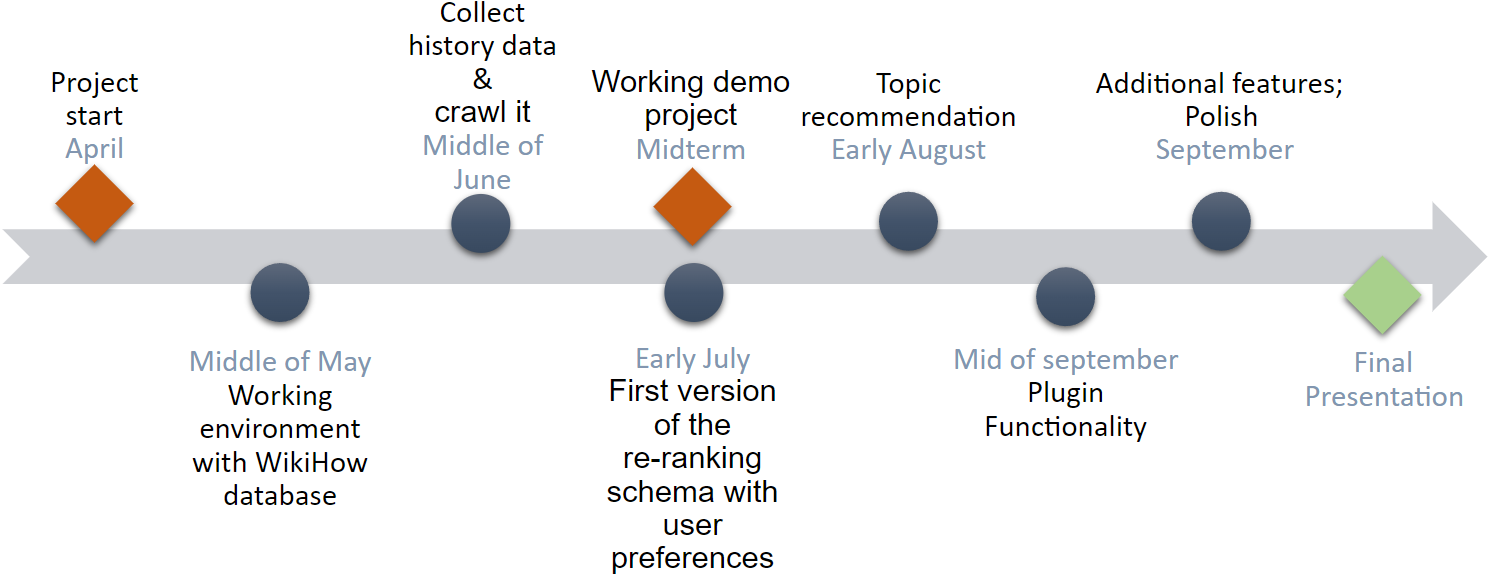 Project
start
April
Middle of May
Working
environment
with WikiHow
database
Collect
history data
&
crawl it
Middle of
June
Working demo
project
Midterm
Early July
First version
of the
re-ranking
schema with
user
preferences
Topic
recommendation
Early August
Mid of september
Plugin
Functionality
Additional features;
Polish
September
Final
Presentation